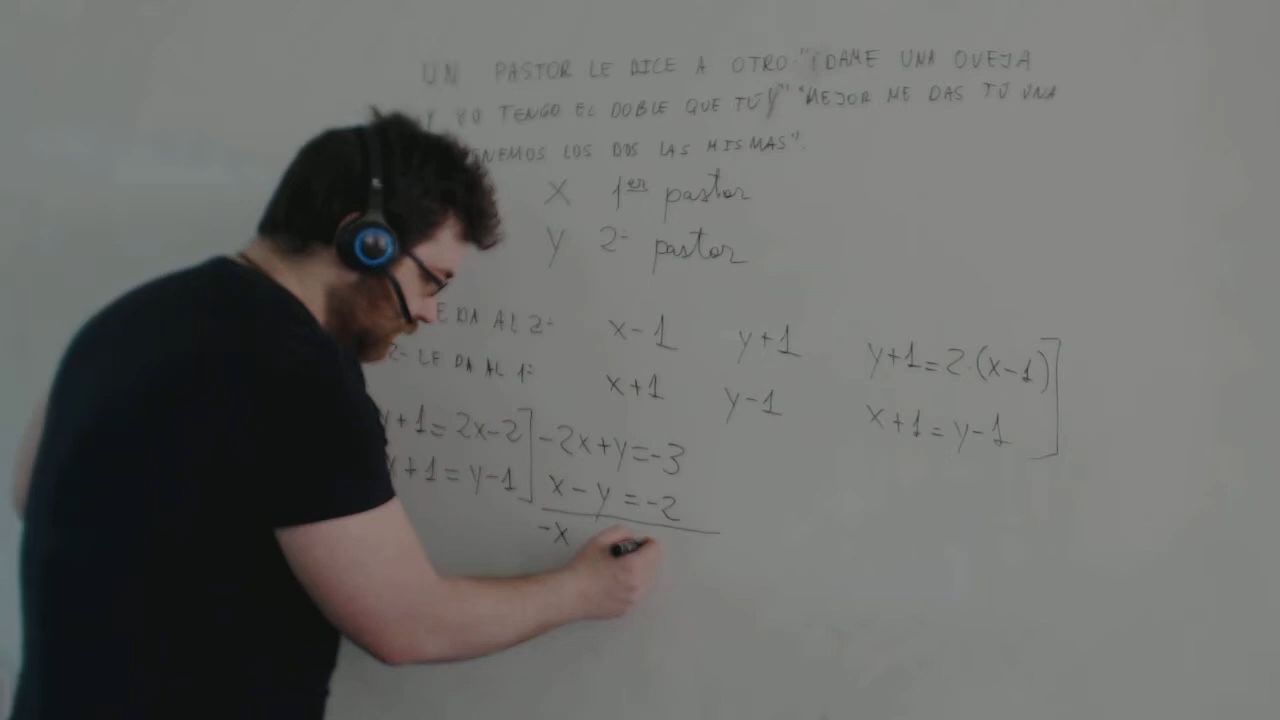 UN PASTOR LE DICE A OTRO "¡DAME UNA OVEJA
Y YO TENGO EL DOBLE QUE TÚ Y" "MEJOR ME DAS TÚ UNA
LOS DOS LAS MISMAS".
X 1er pastor
y 2º pastor
LE DA AL 2º x-1 y+1 y+1=2·(x-1)
2º LE DA AL 1º x+1 y-1 x+1=y-1
y+1=2x-2 -2x+y=-3
+1=y-1 x-y=-2
-x